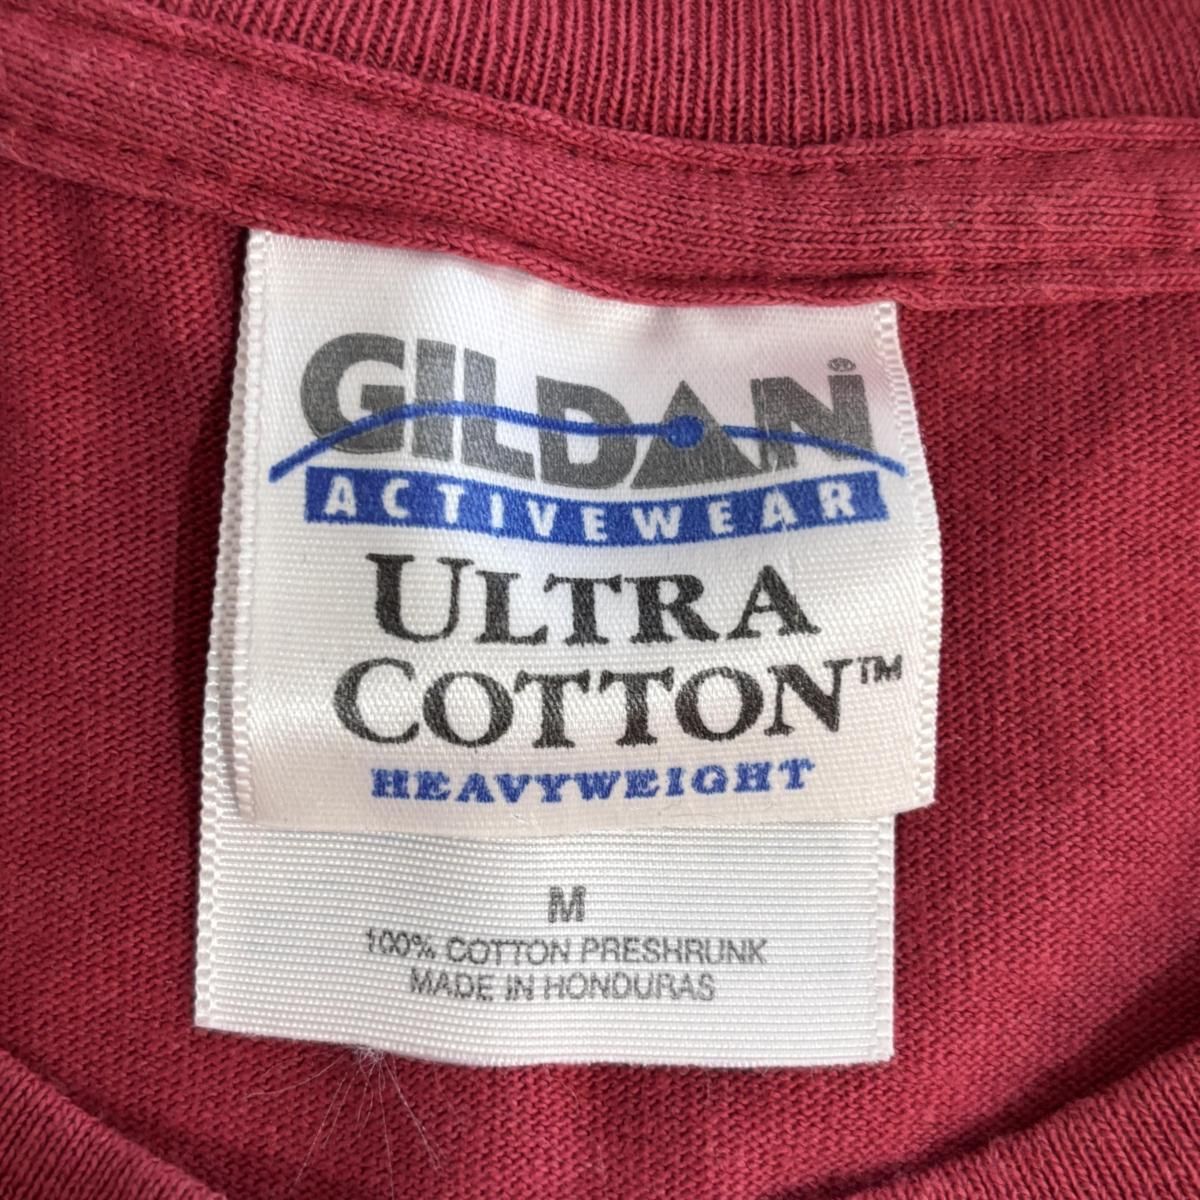 GILDAN®
ACTIVEWEAR
ULTRA
COTTON™
HEAVYWEIGHT
M
100% COTTON PRESHRUNK
MADE IN HONDURAS